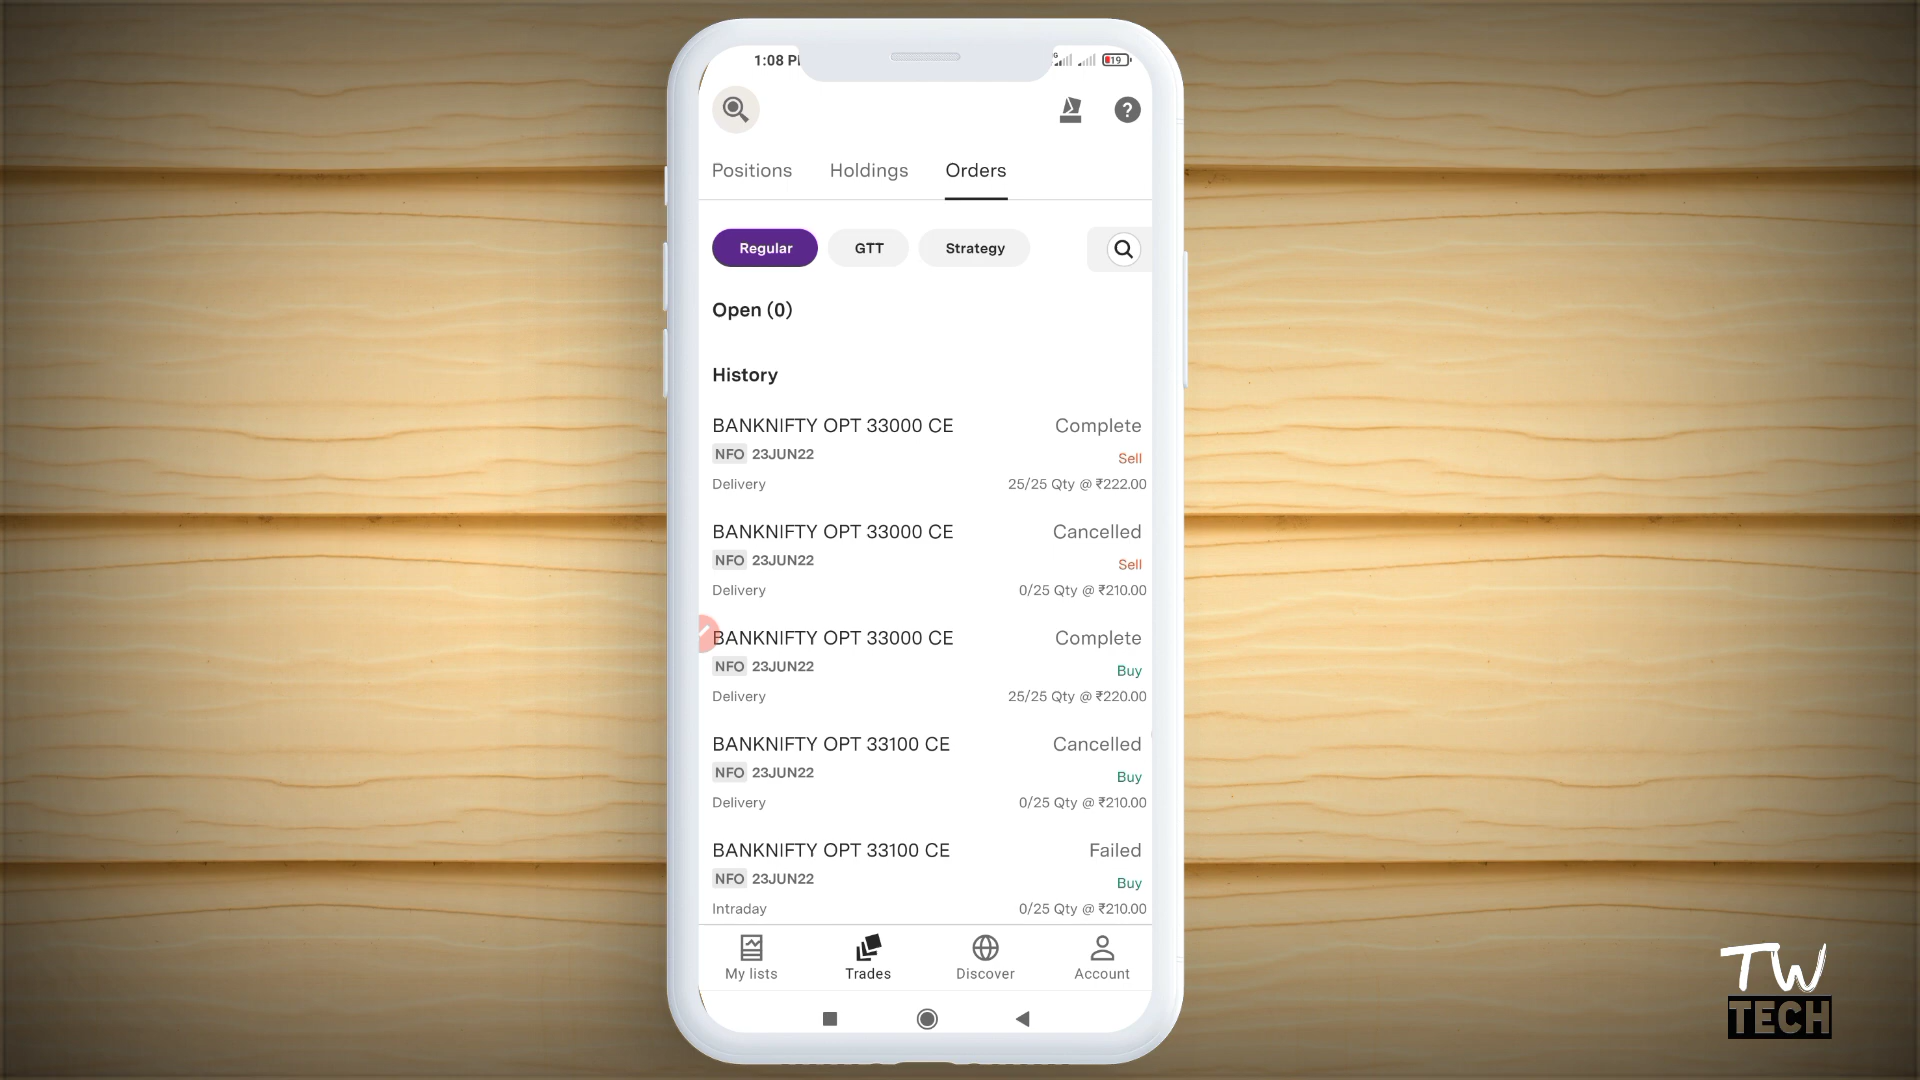 1:08 P
19
?
Positions Holdings Orders
Regular GTT Strategy
Open (0)
History
BANKNIFTY OPT 33000 CE Complete
NFO 23JUN22 Sell
Delivery 25/25 Qty @ ₹222.00
BANKNIFTY OPT 33000 CE Cancelled
NFO 23JUN22 Sell
Delivery 0/25 Qty @ ₹210.00
BANKNIFTY OPT 33000 CE Complete
NFO 23JUN22 Buy
Delivery 25/25 Qty @ ₹220.00
BANKNIFTY OPT 33100 CE Cancelled
NFO 23JUN22 Buy
Delivery 0/25 Qty @ ₹210.00
BANKNIFTY OPT 33100 CE Failed
NFO 23JUN22 Buy
Intraday 0/25 Qty @ ₹210.00
My lists Trades Discover Account
TW
TECH